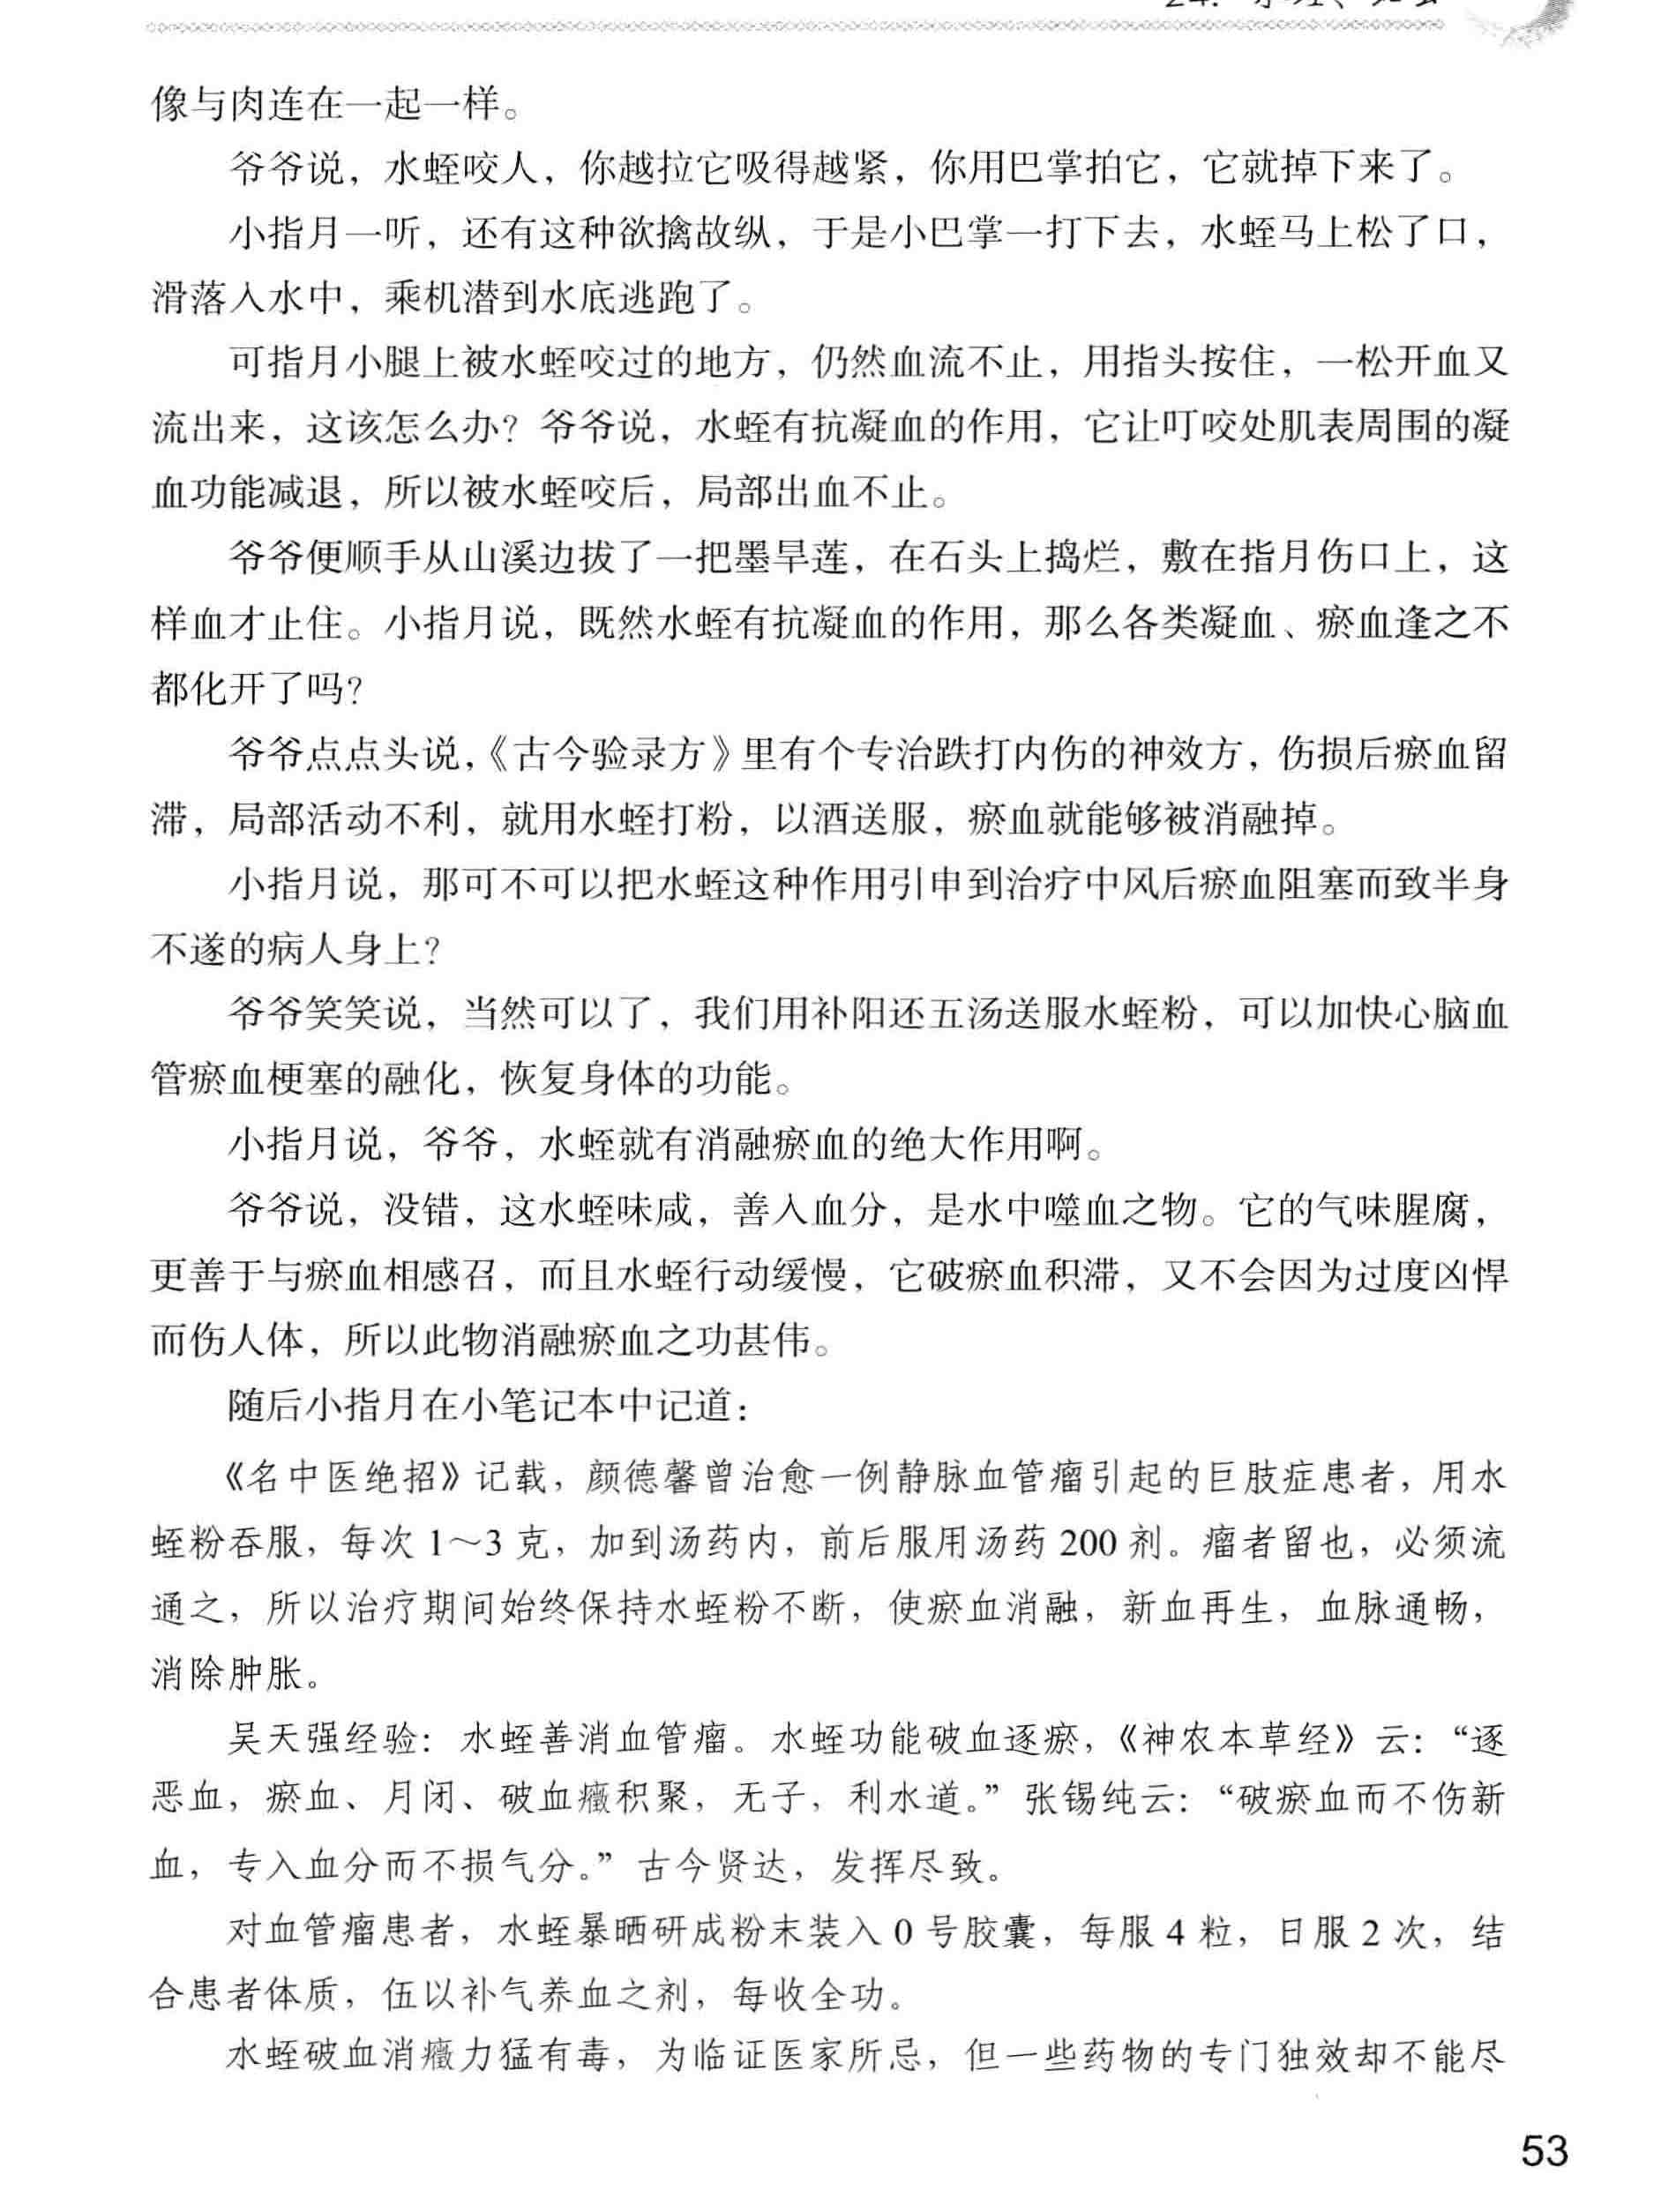 像与肉连在一起一样。
爷爷说，水蛭咬人，你越拉它吸得越紧，你用巴掌拍它，它就掉下来了。
小指月一听，还有这种欲擒故纵，于是小巴掌一打下去，水蛭马上松了口，
滑落入水中，乘机潜到水底逃跑了。
可指月小腿上被水蛭咬过的地方，仍然血流不止，用指头按住，一松开血又
流出来，这该怎么办？爷爷说，水蛭有抗凝血的作用，它让叮咬处肌表周围的凝
血功能减退，所以被水蛭咬后，局部出血不止。
爷爷便顺手从山溪边拔了一把墨旱莲，在石头上捣烂，敷在指月伤口上，这
样血才止住。小指月说，既然水蛭有抗凝血的作用，那么各类凝血、瘀血逢之不
都化开了吗？
爷爷点点头说，《古今验录方》里有个专治跌打内伤的神效方，伤损后瘀血留
滞，局部活动不利，就用水蛭打粉，以酒送服，瘀血就能够被消融掉。
小指月说，那可不可以把水蛭这种作用引申到治疗中风后瘀血阻塞而致半身
不遂的病人身上？
爷爷笑笑说，当然可以了，我们用补阳还五汤送服水蛭粉，可以加快心脑血
管瘀血梗塞的融化，恢复身体的功能。
小指月说，爷爷，水蛭就有消融瘀血的绝大作用啊。
爷爷说，没错，这水蛭味咸，善入血分，是水中噬血之物。它的气味腥腐，
更善于与瘀血相感召，而且水蛭行动缓慢，它破瘀血积滞，又不会因为过度凶悍
而伤人体，所以此物消融瘀血之功甚伟。
随后小指月在小笔记本中记道：
《名中医绝招》记载，颜德馨曾治愈一例静脉血管瘤引起的巨肢症患者，用水
蛭粉吞服，每次 1～3 克，加到汤药内，前后服用汤药 200 剂。瘤者留也，必须流
通之，所以治疗期间始终保持水蛭粉不断，使瘀血消融，新血再生，血脉通畅，
消除肿胀。
吴天强经验：水蛭善消血管瘤。水蛭功能破血逐瘀，《神农本草经》云：“逐
恶血，瘀血、月闭、破血癥积聚，无子，利水道。”张锡纯云：“破瘀血而不伤新
血，专入血分而不损气分。”古今贤达，发挥尽致。
对血管瘤患者，水蛭暴晒研成粉末装入 0 号胶囊，每服 4 粒，日服 2 次，结
合患者体质，伍以补气养血之剂，每收全功。
水蛭破血消癥力猛有毒，为临证医家所忌，但一些药物的专门独效却不能尽
53